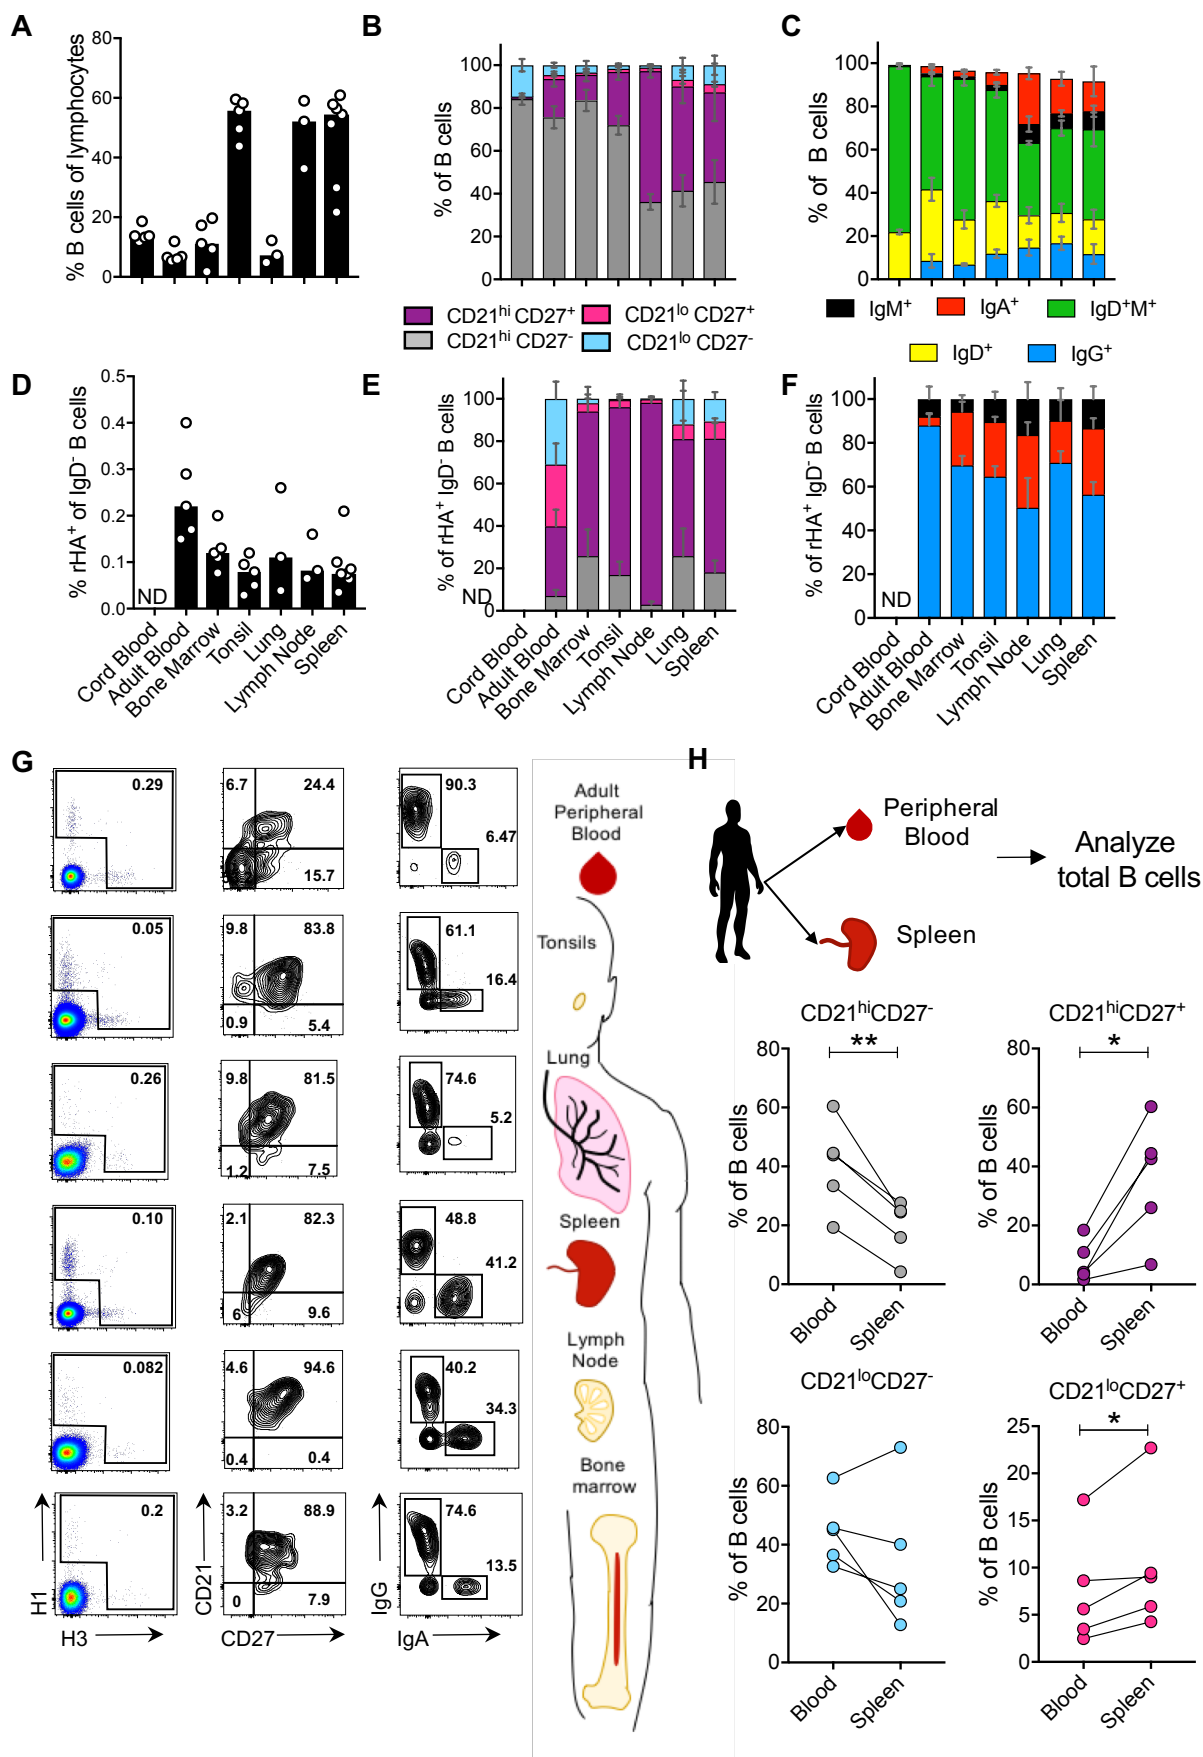 A
80
60
40
20
0
% B cells of lymphocytes
B
100
80
60
40
20
0
% of B cells
CD21hi CD27+
CD21lo CD27+
CD21hi CD27-
CD21lo CD27-
C
100
80
60
40
20
0
% of B cells
IgM+
IgA+
IgD+M+
IgD+
IgG+
D
0.5
0.4
0.3
0.2
0.1
0.0
% rHA+ of IgD- B cells
ND
Cord Blood
Adult Blood
Bone Marrow
Tonsil
Lung
Lymph Node
Spleen
E
100
80
60
40
20
0
% of rHA+ IgD- B cells
ND
Cord Blood
Adult Blood
Bone Marrow
Tonsil
Lymph Node
Lung
Spleen
F
100
80
60
40
20
0
% of rHA+ IgD- B cells
ND
Cord Blood
Adult Blood
Bone Marrow
Tonsil
Lymph Node
Lung
Spleen
G
0.29
6.7
24.4
15.7
90.3
6.47
Adult
Peripheral
Blood
0.05
9.8
83.8
0.9
5.4
61.1
16.4
Tonsils
0.26
9.8
81.5
1.2
7.5
74.6
5.2
Lung
0.10
2.1
82.3
6
9.6
48.8
41.2
Spleen
0.082
4.6
94.6
0.4
0.4
40.2
34.3
Lymph
Node
0.2
3.2
88.9
0
7.9
74.6
13.5
Bone
marrow
H1
H3
CD21
CD27
IgG
IgA
H
Peripheral
Blood
Spleen
Analyze
total B cells
CD21hiCD27-
**
80
60
40
20
0
% of B cells
Blood
Spleen
CD21hiCD27+
*
80
60
40
20
0
% of B cells
Blood
Spleen
CD21loCD27-
80
60
40
20
0
% of B cells
Blood
Spleen
CD21loCD27+
*
25
20
15
10
5
0
% of B cells
Blood
Spleen